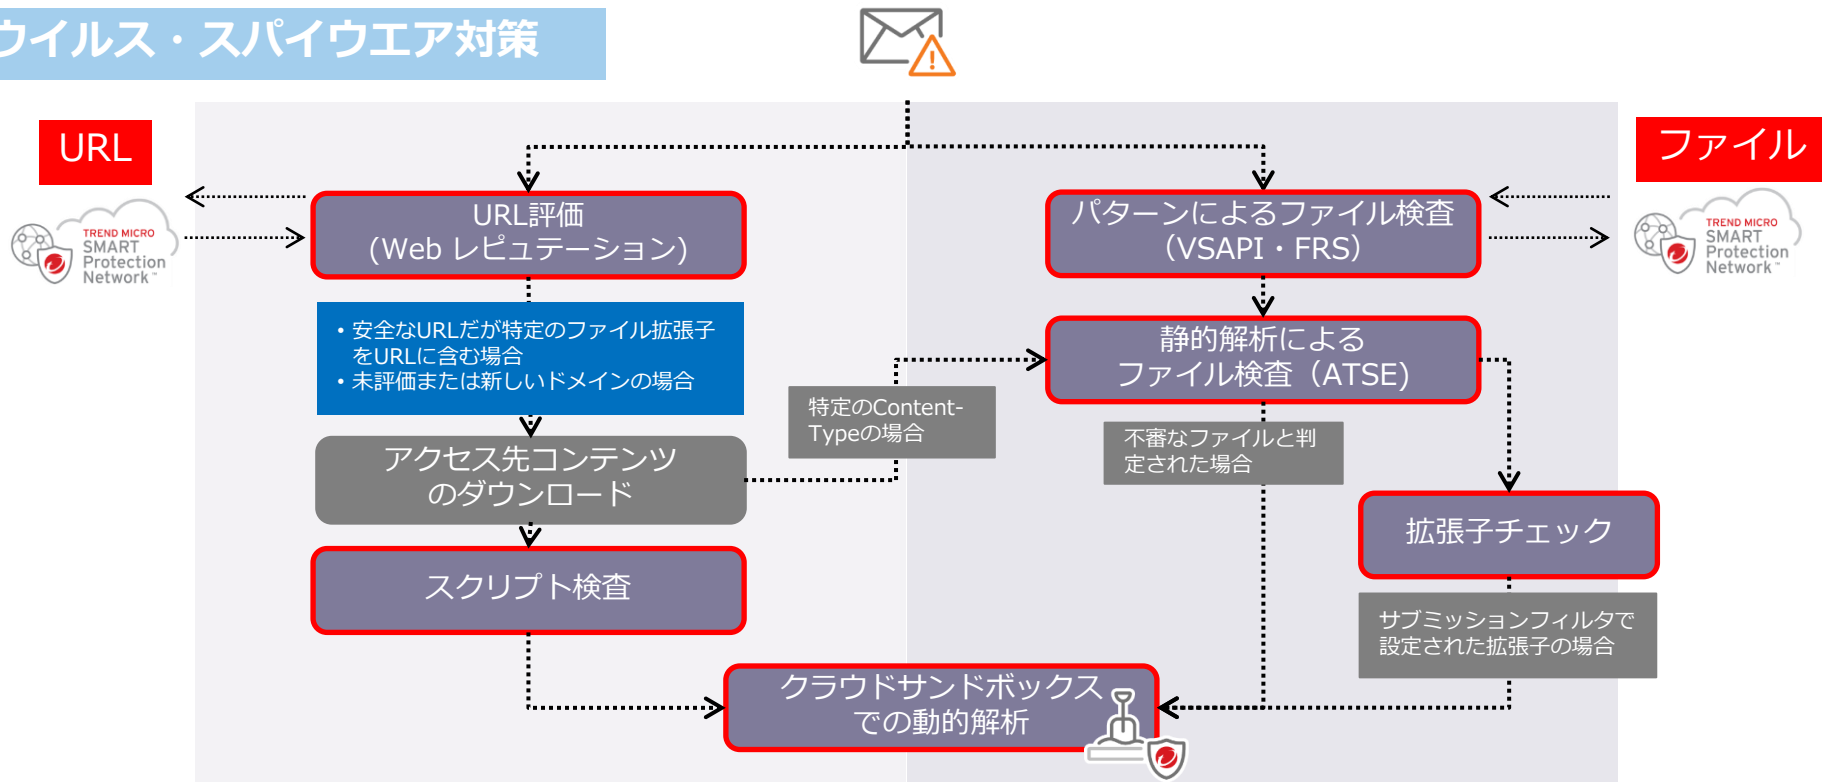 ウイルス・スパイウエア対策
URL
TREND MICRO
SMART
Protection
Network™
URL評価
(Web レピュテーション)
・安全なURLだが特定のファイル拡張子
をURLに含む場合
・未評価または新しいドメインの場合
アクセス先コンテンツ
のダウンロード
スクリプト検査
特定のContent-
Typeの場合
ファイル
TREND MICRO
SMART
Protection
Network™
パターンによるファイル検査
（VSAPI・FRS）
静的解析による
ファイル検査（ATSE)
不審なファイルと判
定された場合
拡張子チェック
サブミッションフィルタで
設定された拡張子の場合
クラウドサンドボックス
での動的解析